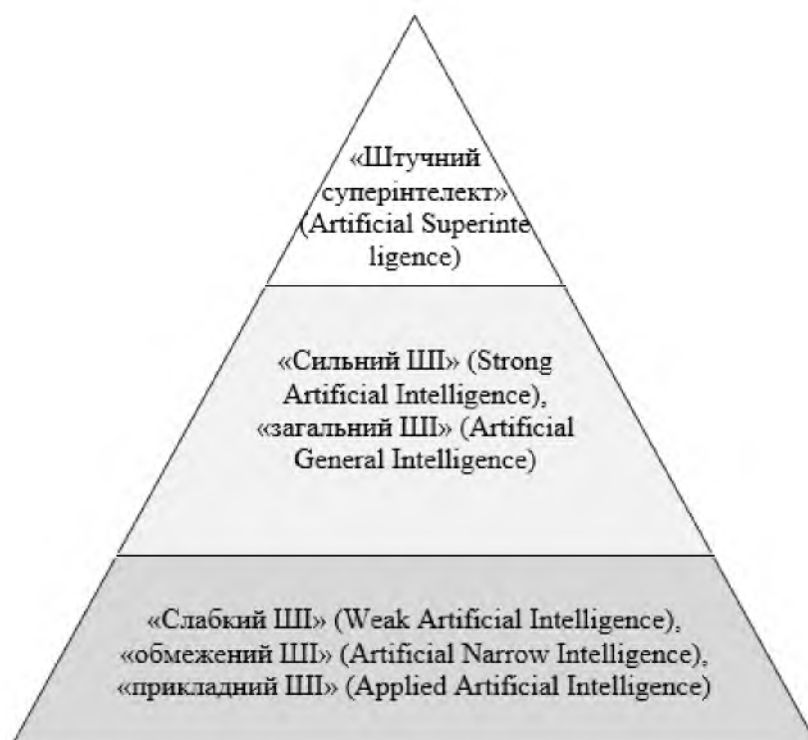 «Штучний
суперінтелект»
(Artificial Superinte
ligence)
«Сильний ШІ» (Strong
Artificial Intelligence),
«загальний ШІ» (Artificial
General Intelligence)
«Слабкий ШІ» (Weak Artificial Intelligence),
«обмежений ШІ» (Artificial Narrow Intelligence),
«прикладний ШІ» (Applied Artificial Intelligence)